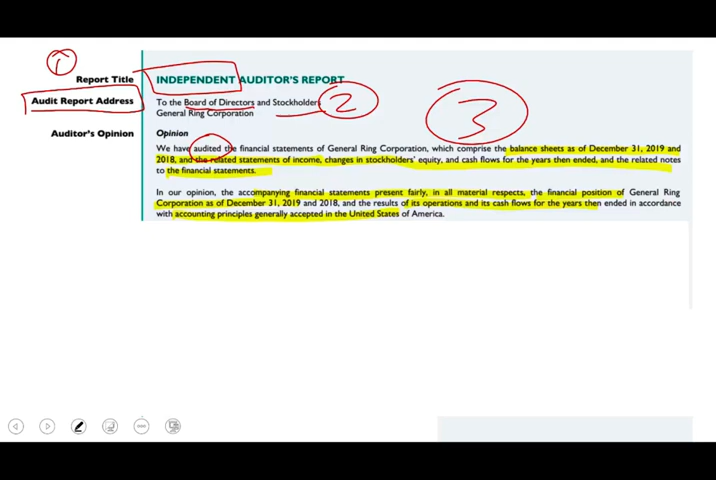 1
Report Title
INDEPENDENT AUDITOR'S REPORT
Audit Report Address
To the Board of Directors and Stockholders 2
General Ring Corporation
3
Auditor's Opinion
Opinion
We have audited the financial statements of General Ring Corporation, which comprise the balance sheets as of December 31, 2019 and
2018, and the related statements of income, changes in stockholders' equity, and cash flows for the years then ended, and the related notes
to the financial statements.
In our opinion, the accompanying financial statements present fairly, in all material respects, the financial position of General Ring
Corporation as of December 31, 2019 and 2018, and the results of its operations and its cash flows for the years then ended in accordance
with accounting principles generally accepted in the United States of America.